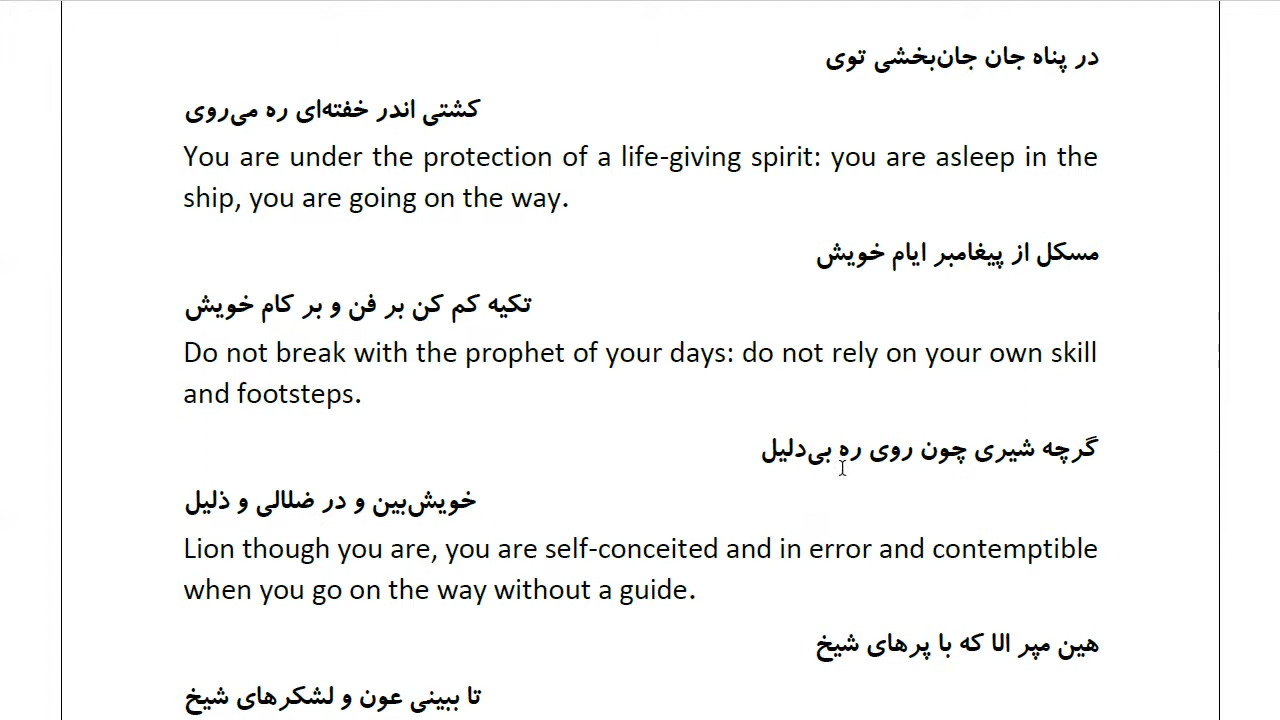 در پناه جان جان‌بخشی توی
کشتی اندر خفته‌ای ره می‌روی
You are under the protection of a life-giving spirit: you are asleep in the
ship, you are going on the way.
مسکل از پیغامبر ایام خویش
تکیه کم کن بر فن و بر کام خویش
Do not break with the prophet of your days: do not rely on your own skill
and footsteps.
گرچه شیری چون روی ره بی‌دلیل
خویش‌بین و در ضلالی و ذلیل
Lion though you are, you are self-conceited and in error and contemptible
when you go on the way without a guide.
هین مپر الا که با پرهای شیخ
تا ببینی عون و لشکرهای شیخ